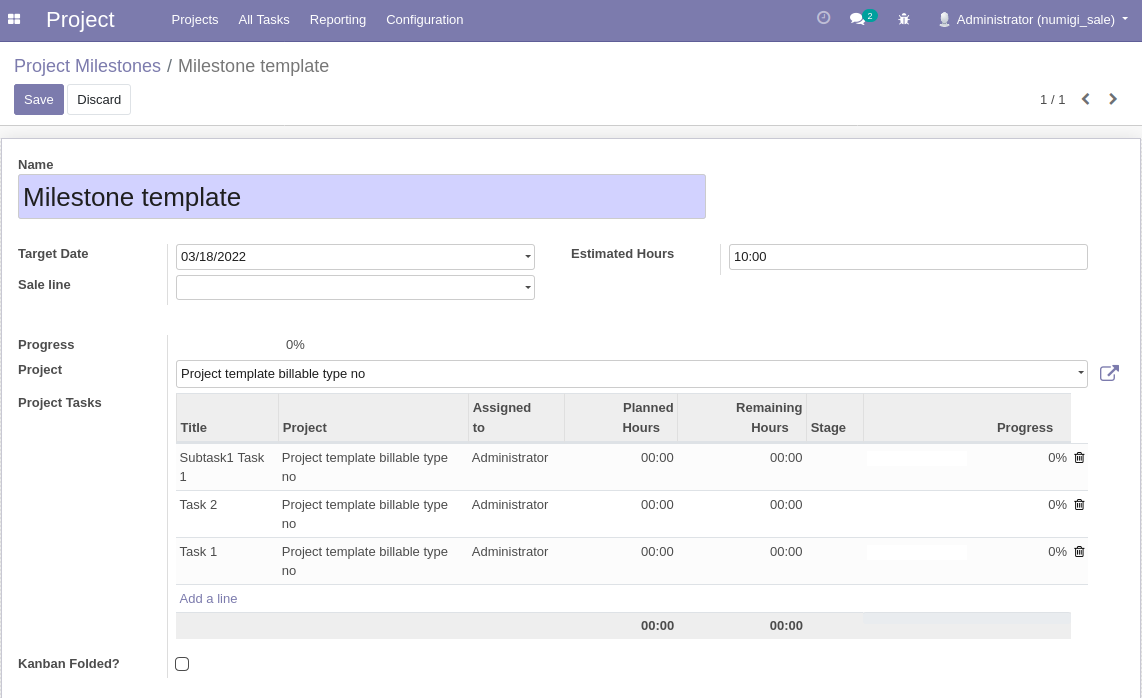 Project Projects All Tasks Reporting Configuration 2 Administrator (numigi_sale)
Project Milestones / Milestone template
Save Discard 1 / 1
Name
Milestone template
Target Date 03/18/2022 Estimated Hours 10:00
Sale line
Progress 0%
Project Project template billable type no
Project Tasks
Title Project Assigned to Planned Hours Remaining Hours Stage Progress
Subtask1 Task 1 Project template billable type no Administrator 00:00 00:00 0%
Task 2 Project template billable type no Administrator 00:00 00:00 0%
Task 1 Project template billable type no Administrator 00:00 00:00 0%
Add a line
00:00 00:00
Kanban Folded?